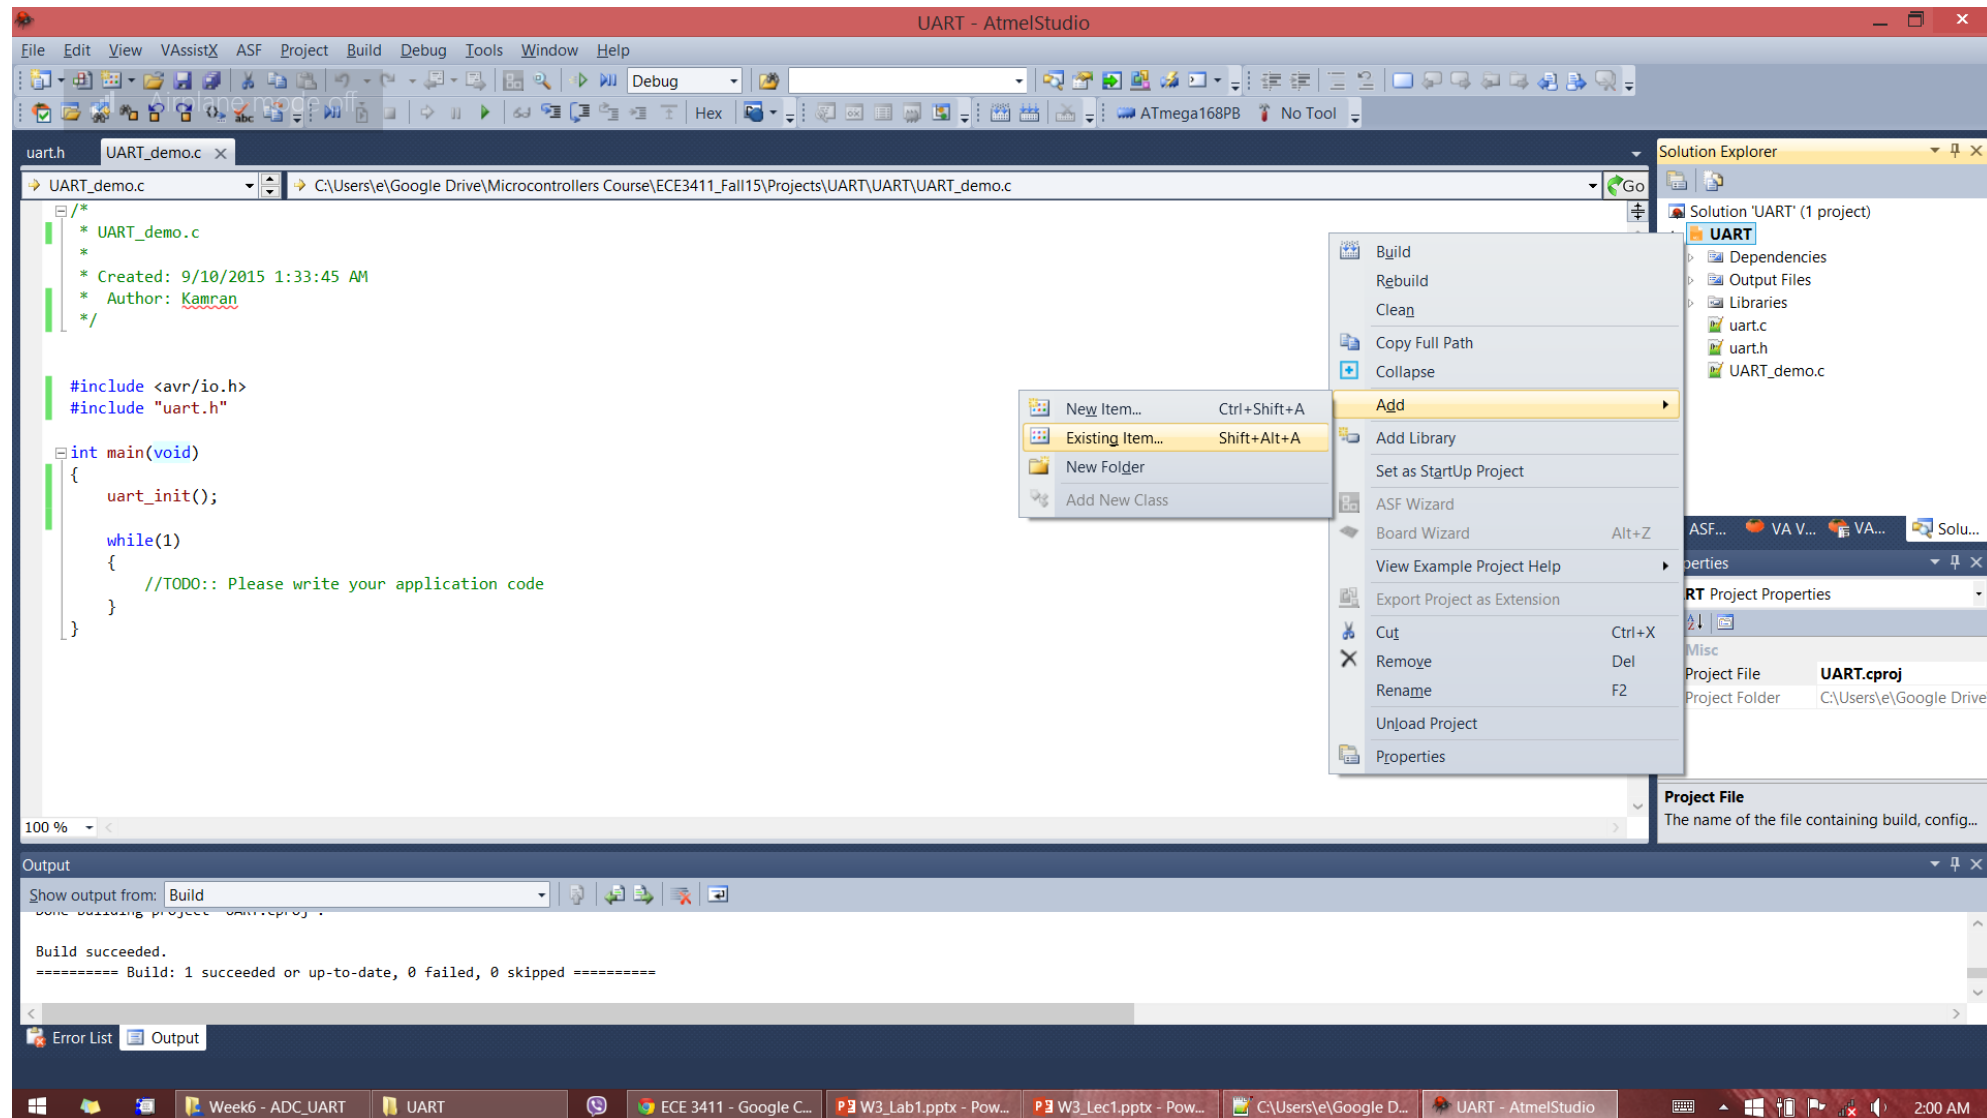 UART - AtmelStudio
File Edit View VAssistX ASF Project Build Debug Tools Window Help
Debug
Airplane mode off
Hex
ATmega168PB No Tool
uart.h UART_demo.c
UART_demo.c
C:\Users\e\Google Drive\Microcontrollers Course\ECE3411_Fall15\Projects\UART\UART\UART_demo.c
Go
/*
* UART_demo.c
*
* Created: 9/10/2015 1:33:45 AM
* Author: Kamran
*/
#include <avr/io.h>
#include "uart.h"
int main(void)
{
uart_init();
while(1)
{
//TODO:: Please write your application code
}
}
100 %
New Item... Ctrl+Shift+A
Existing Item... Shift+Alt+A
New Folder
Add New Class
Build
Rebuild
Clean
Copy Full Path
Collapse
Add
Add Library
Set as StartUp Project
ASF Wizard
Board Wizard Alt+Z
View Example Project Help
Export Project as Extension
Cut Ctrl+X
Remove Del
Rename F2
Unload Project
Properties
Solution Explorer
Solution 'UART' (1 project)
UART
Dependencies
Output Files
Libraries
uart.c
uart.h
UART_demo.c
ASF... VA V... VA... Solu...
perties
RT Project Properties
Misc
Project File UART.cproj
Project Folder C:\Users\e\Google Drive
Project File
The name of the file containing build, config...
Output
Show output from: Build
Done building project "UART.cproj".
Build succeeded.
========== Build: 1 succeeded or up-to-date, 0 failed, 0 skipped ==========
Error List Output
Week6 - ADC_UART
UART
ECE 3411 - Google C...
W3_Lab1.pptx - Pow...
W3_Lec1.pptx - Pow...
C:\Users\e\Google D...
UART - AtmelStudio
2:00 AM